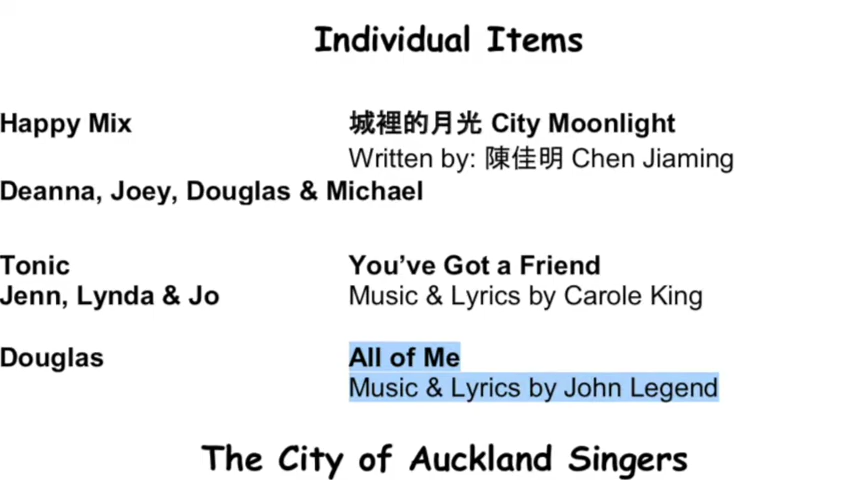 Individual Items
Happy Mix 城裡的月光 City Moonlight
Written by: 陳佳明 Chen Jiaming
Deanna, Joey, Douglas & Michael
Tonic You’ve Got a Friend
Jenn, Lynda & Jo Music & Lyrics by Carole King
Douglas All of Me
Music & Lyrics by John Legend
The City of Auckland Singers